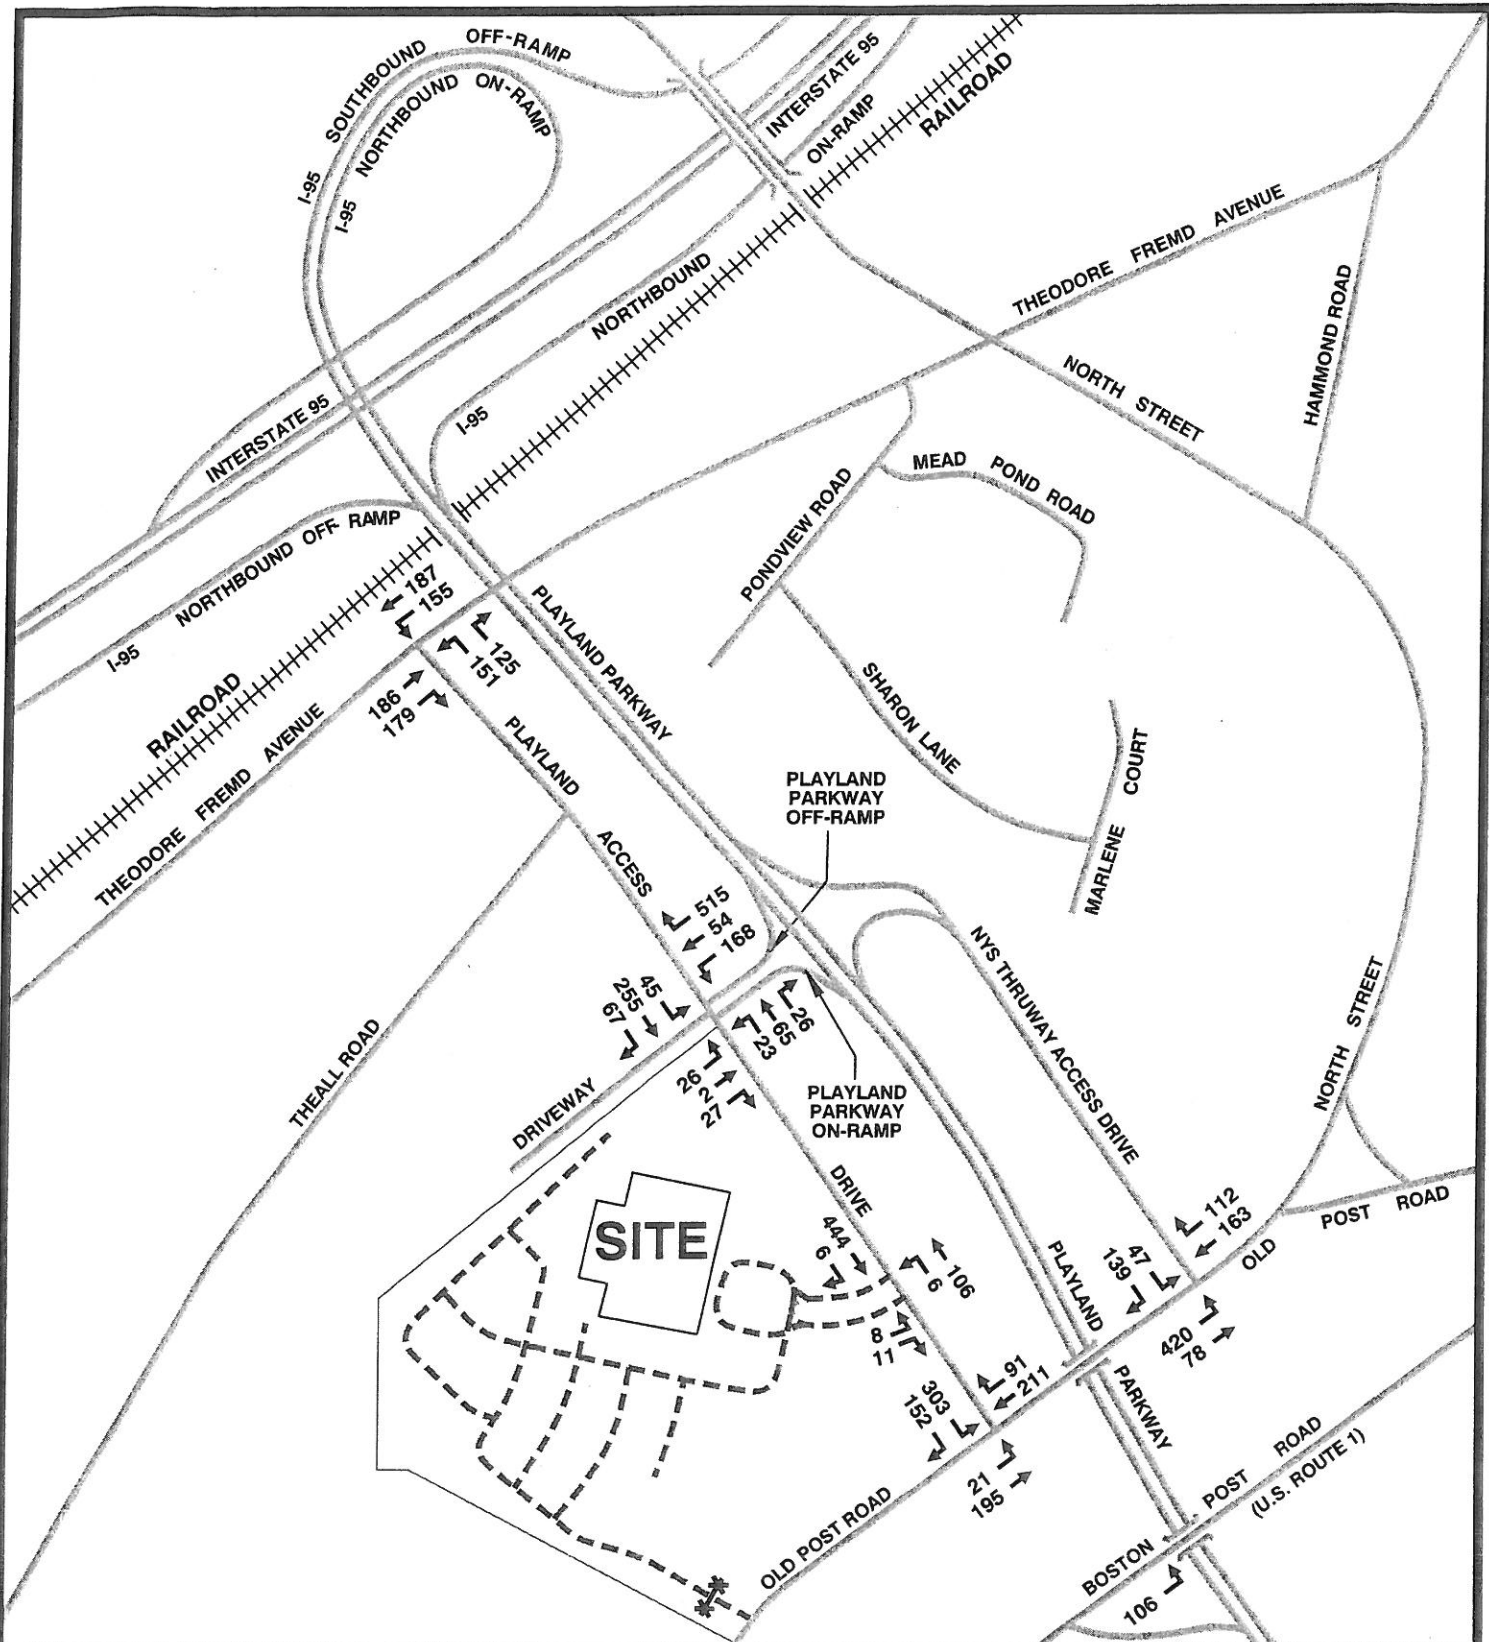 I-95 SOUTHBOUND OFF-RAMP
I-95 NORTHBOUND ON-RAMP
INTERSTATE 95
ON-RAMP
RAILROAD
THEODORE FREMD AVENUE
HAMMOND ROAD
NORTHBOUND
I-95
NORTH STREET
INTERSTATE 95
MEAD POND ROAD
PONDVIEW ROAD
I-95 NORTHBOUND OFF- RAMP
187
155
125
151
186
179
PLAYLAND PARKWAY
RAILROAD
THEODORE FREMD AVENUE
SHARON LANE
MARLENE COURT
PLAYLAND
ACCESS
DRIVE
PLAYLAND
PARKWAY
OFF-RAMP
515
54
168
45
255
67
26
65
23
26
2
27
NYS THRUWAY ACCESS DRIVE
NORTH STREET
THEALL ROAD
DRIVEWAY
PLAYLAND
PARKWAY
ON-RAMP
SITE
444
6
106
6
8
11
112
163
47
139
420
78
OLD
POST ROAD
PLAYLAND
PARKWAY
91
211
303
152
21
195
OLD POST ROAD
BOSTON POST ROAD
(U.S. ROUTE 1)
106